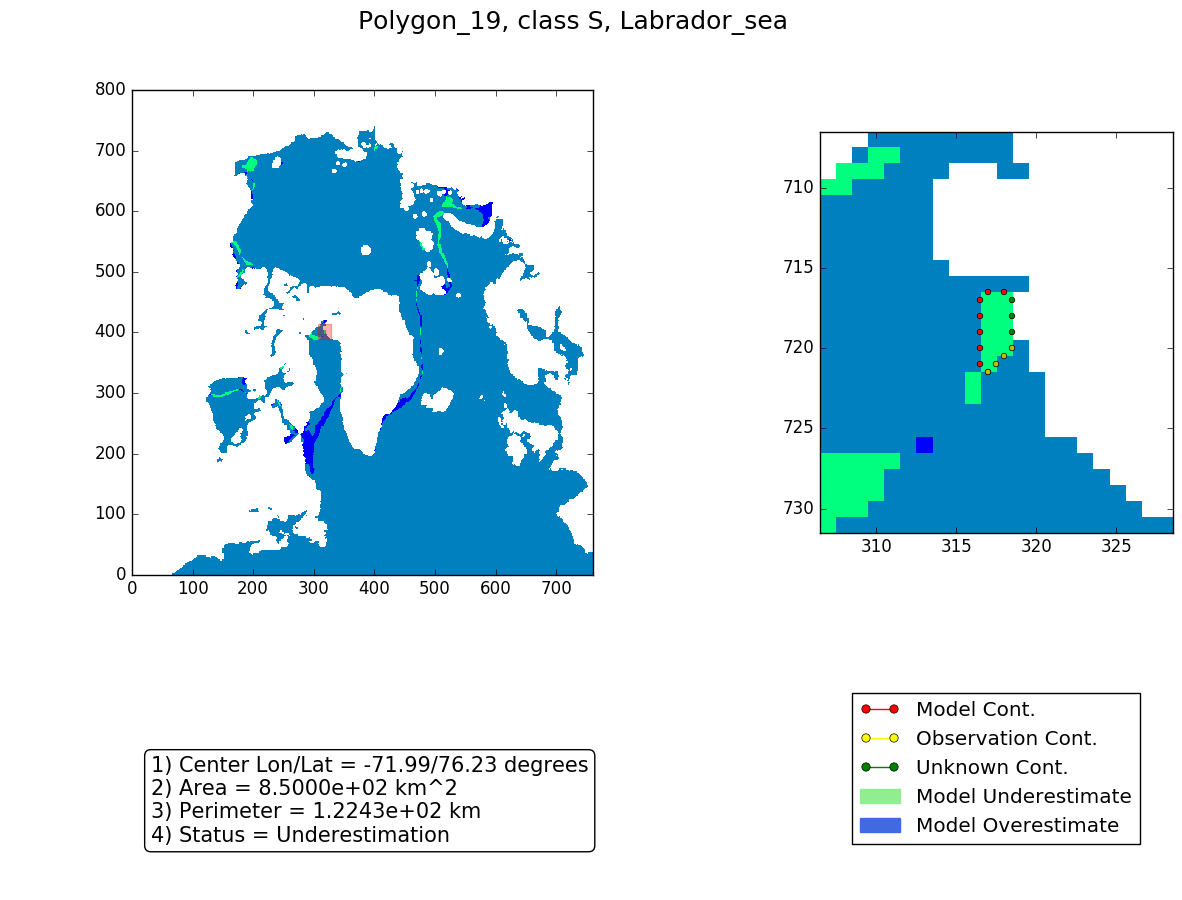 Polygon_19, class S, Labrador_sea
800
700
600
500
400
300
200
100
0
0 100 200 300 400 500 600 700
710
715
720
725
730
310 315 320 325
1) Center Lon/Lat = -71.99/76.23 degrees
2) Area = 8.5000e+02 km^2
3) Perimeter = 1.2243e+02 km
4) Status = Underestimation
Model Cont.
Observation Cont.
Unknown Cont.
Model Underestimate
Model Overestimate